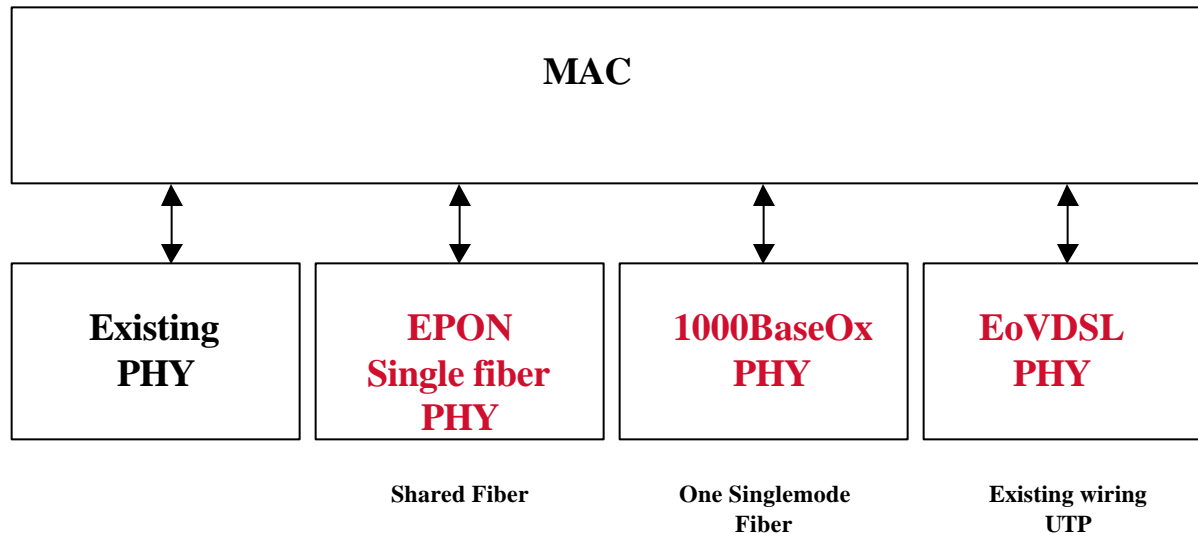 MAC
Existing
PHY
EPON
Single fiber
PHY
1000BaseOx
PHY
EoVDSL
PHY
Shared Fiber
One Singlemode
Fiber
Existing wiring
UTP